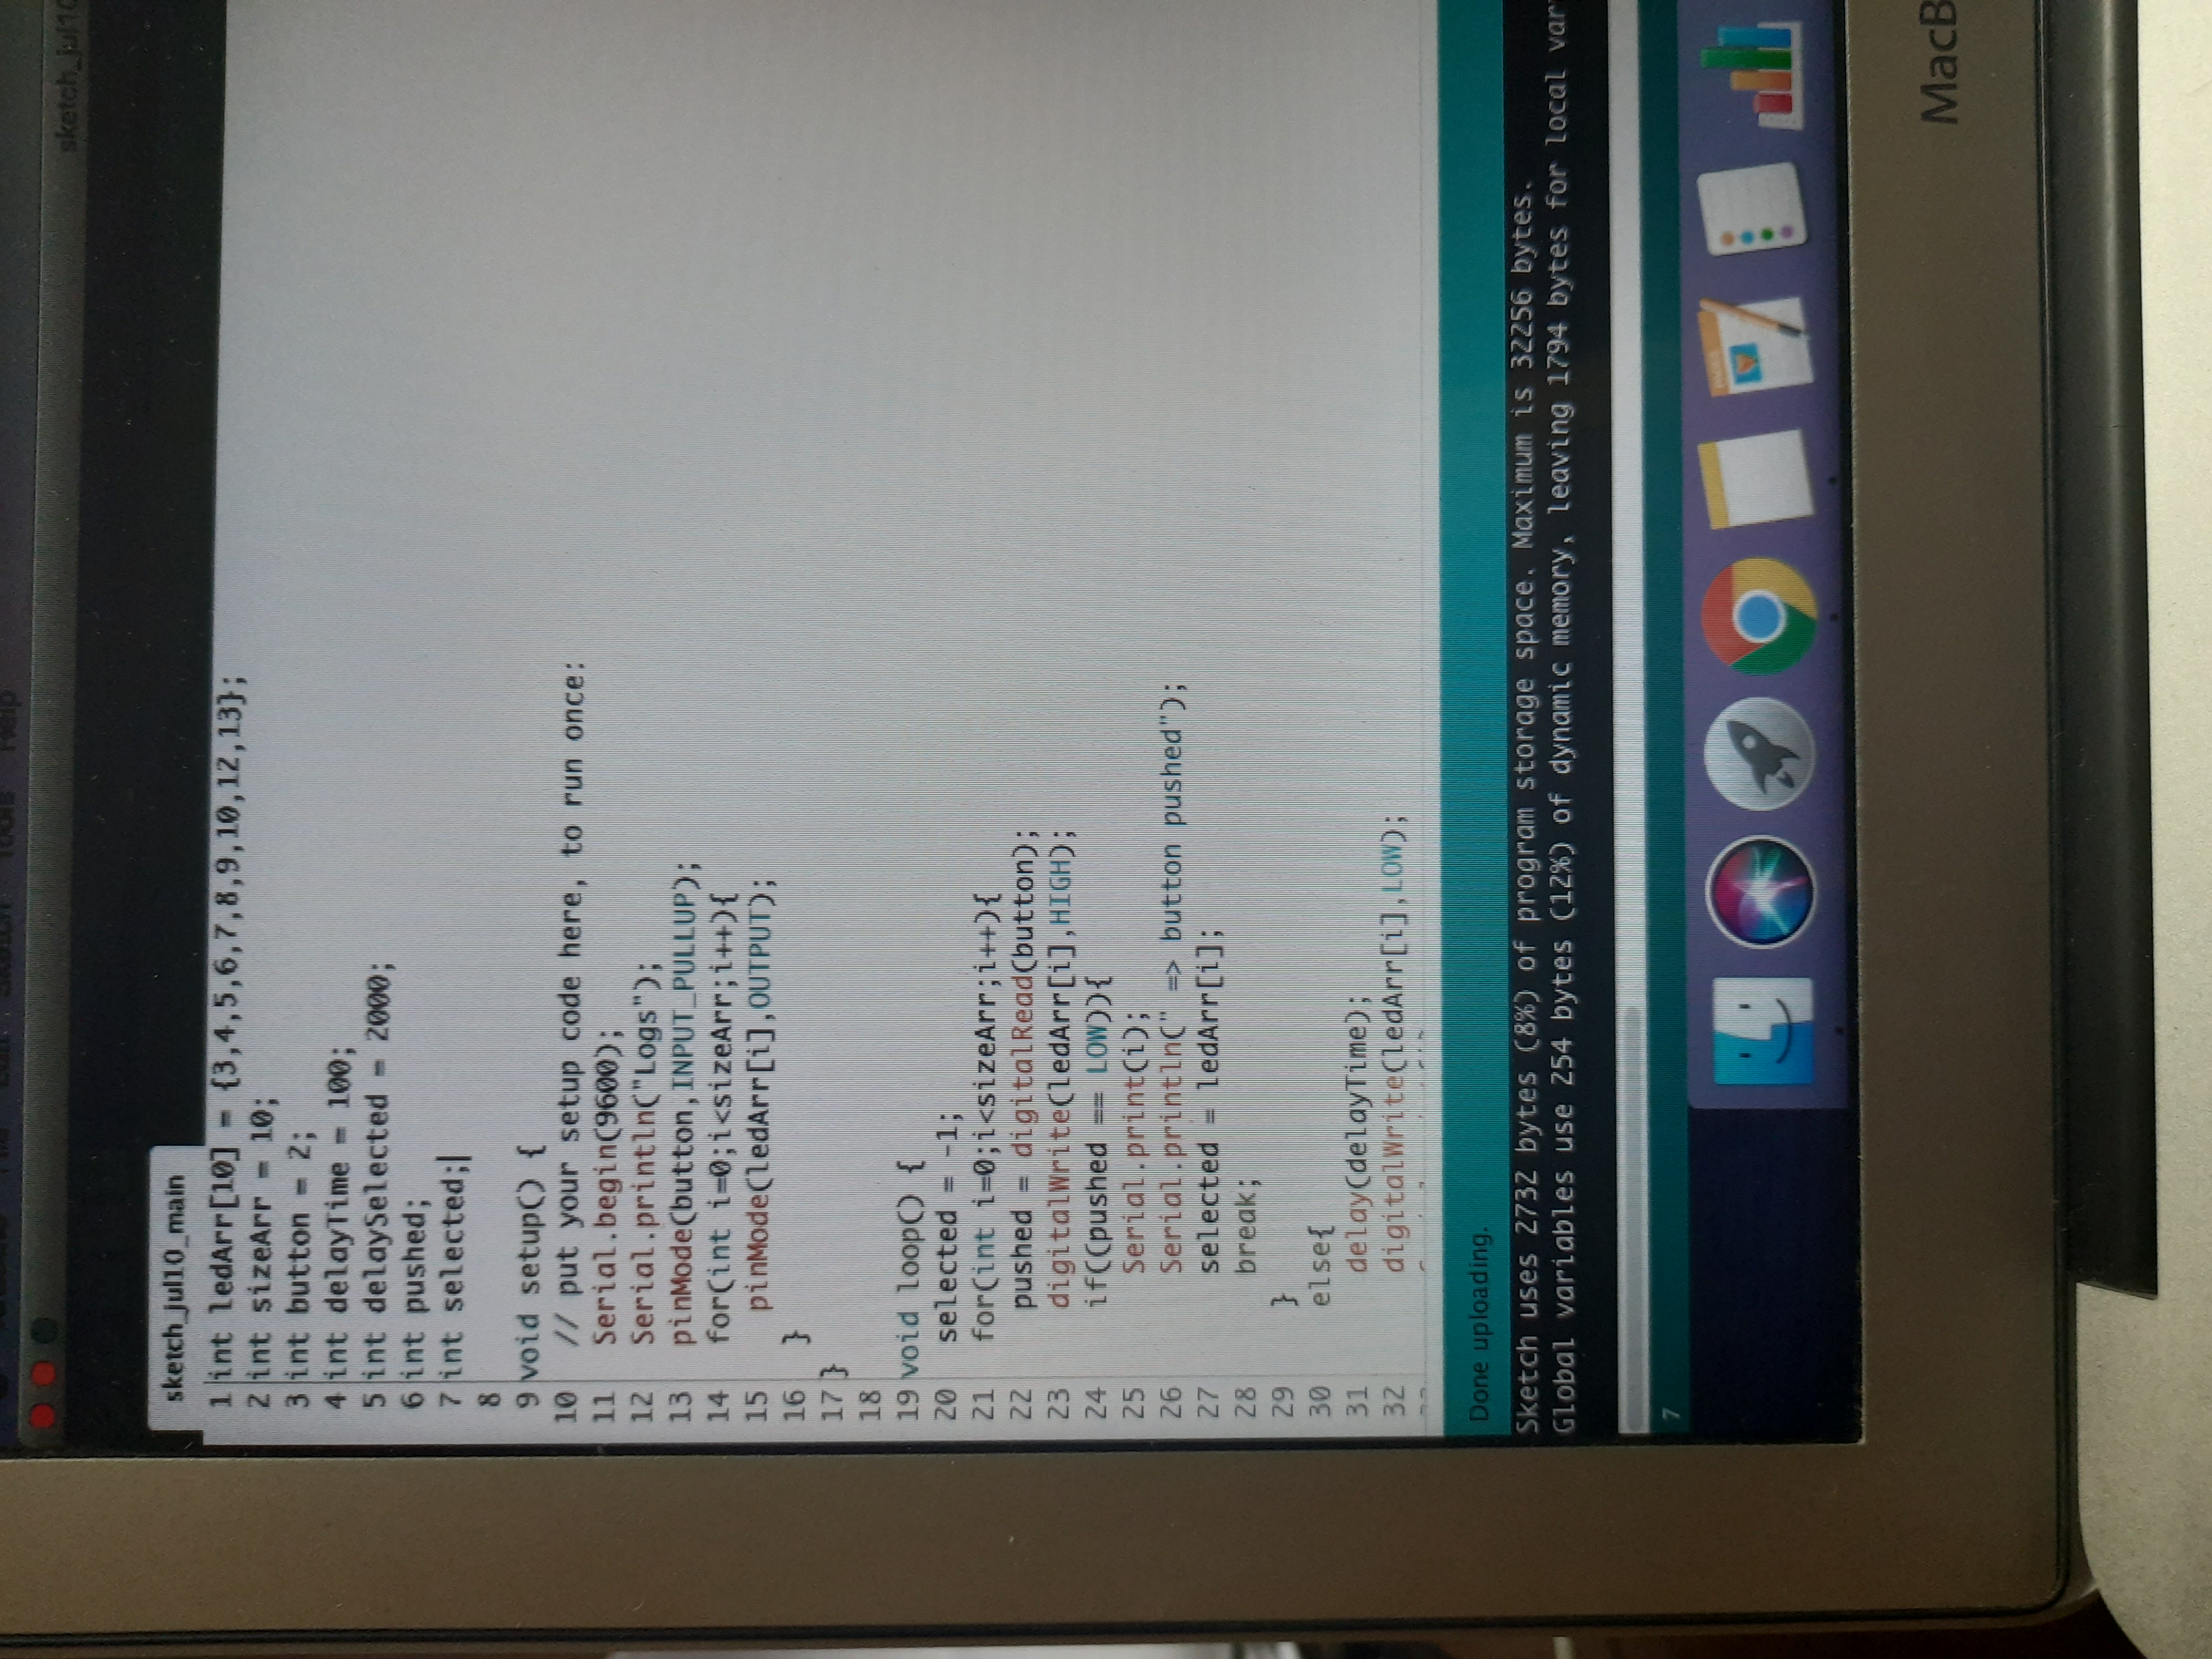 Tools Help
sketch_jul10
sketch_jul10_main
1 int ledArr[10] = {3,4,5,6,7,8,9,10,12,13};
2 int sizeArr = 10;
3 int button = 2;
4 int delayTime = 100;
5 int delaySelected = 2000;
6 int pushed;
7 int selected;
8
9 void setup() {
10   // put your setup code here, to run once:
11   Serial.begin(9600);
12   Serial.println("Logs");
13   pinMode(button,INPUT_PULLUP);
14   for(int i=0;i<sizeArr;i++){
15     pinMode(ledArr[i],OUTPUT);
16   }
17 }
18
19 void loop() {
20   selected = -1;
21   for(int i=0;i<sizeArr;i++){
22     pushed = digitalRead(button);
23     digitalWrite(ledArr[i],HIGH);
24     if((pushed == LOW)){
25       Serial.print(i);
26       Serial.println(" => button pushed");
27       selected = ledArr[i];
28       break;
29     }
30     else{
31       delay(delayTime);
32       digitalWrite(ledArr[i],LOW);
Done uploading.
Sketch uses 2732 bytes (8%) of program storage space. Maximum is 32256 bytes.
Global variables use 254 bytes (12%) of dynamic memory, leaving 1794 bytes for local var
7
MacB